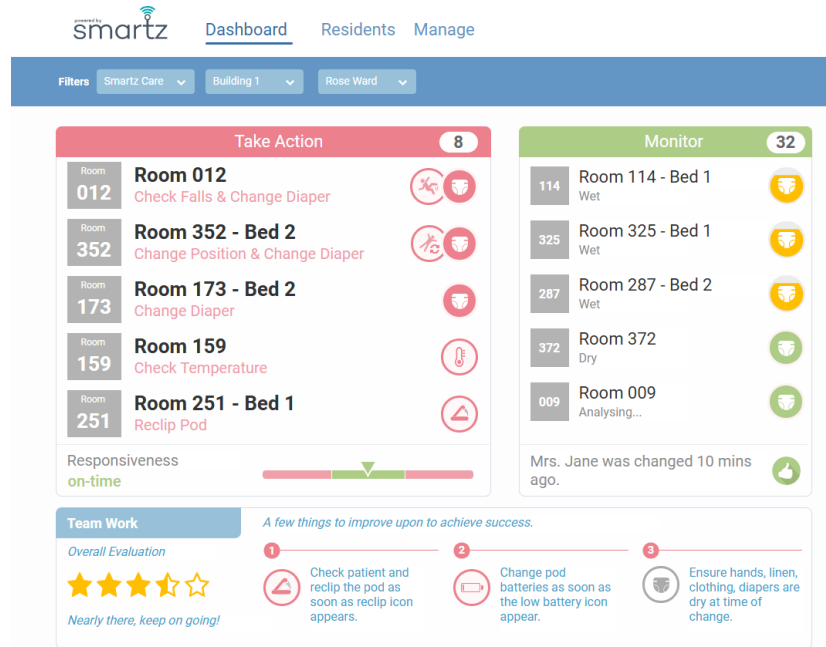 powered by
smartz
Dashboard
Residents
Manage
Filters
Smartz Care
Building 1
Rose Ward
Take Action
8
Room
012
Room 012
Check Falls & Change Diaper
Room
352
Room 352 - Bed 2
Change Position & Change Diaper
Room
173
Room 173 - Bed 2
Change Diaper
Room
159
Room 159
Check Temperature
Room
251
Room 251 - Bed 1
Reclip Pod
Responsiveness
on-time
Monitor
32
114
Room 114 - Bed 1
Wet
325
Room 325 - Bed 1
Wet
287
Room 287 - Bed 2
Wet
372
Room 372
Dry
009
Room 009
Analysing...
Mrs. Jane was changed 10 mins
ago.
Team Work
Overall Evaluation
Nearly there, keep on going!
A few things to improve upon to achieve success.
1
Check patient and
reclip the pod as
soon as reclip icon
appears.
2
Change pod
batteries as soon as
the low battery icon
appear.
3
Ensure hands, linen,
clothing, diapers are
dry at time of
change.